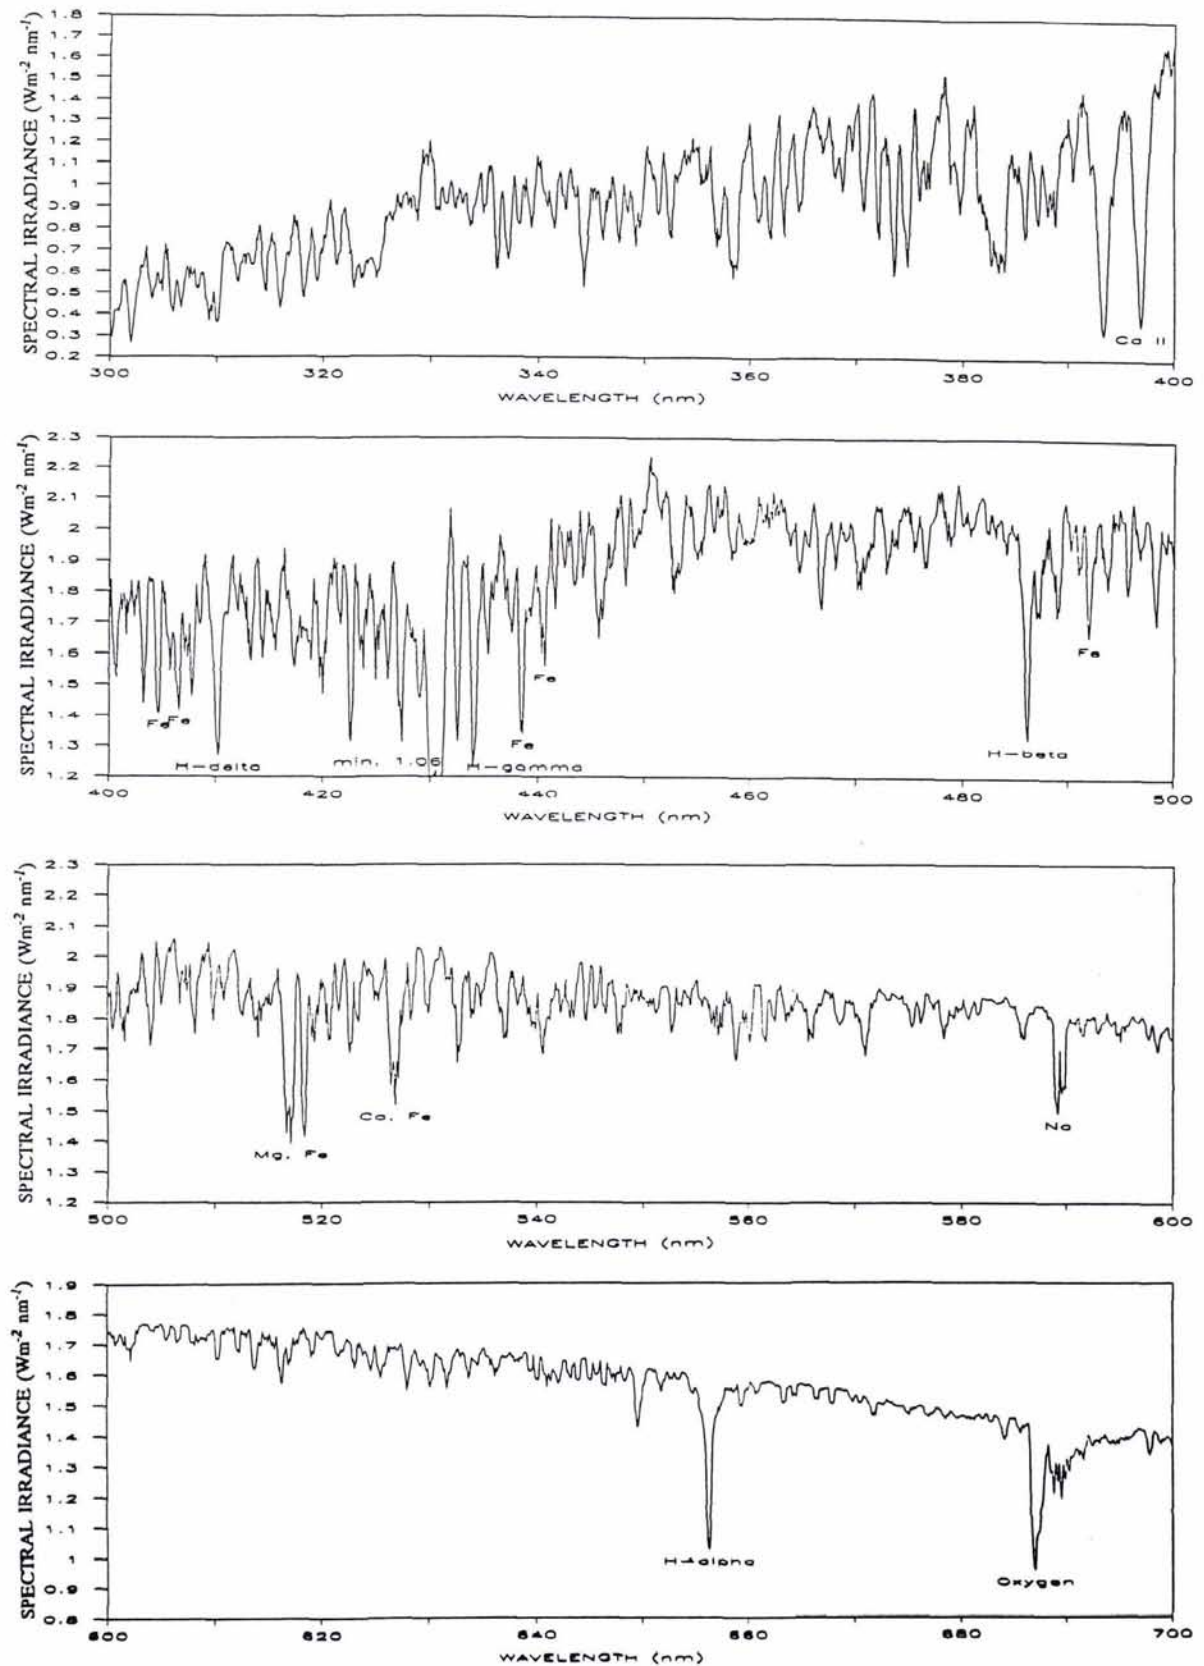 SPECTRAL IRRADIANCE (Wm-2 nm-1)
1.8
1.7
1.6
1.5
1.4
1.3
1.2
1.1
1
0.9
0.8
0.7
0.6
0.5
0.4
0.3
0.2
Ca II
300 320 340 360 380 400
WAVELENGTH (nm)
SPECTRAL IRRADIANCE (Wm-2 nm-1)
2.3
2.2
2.1
2
1.9
1.8
1.7
1.6
1.5
1.4
1.3
1.2
Fe Fe
H-delta
min. 1.06
H-gamma
Fe
Fe
H-beta
Fe
400 420 440 460 480 500
WAVELENGTH (nm)
SPECTRAL IRRADIANCE (Wm-2 nm-1)
2.3
2.2
2.1
2
1.9
1.8
1.7
1.6
1.5
1.4
1.3
1.2
Mg. Fe
Ca. Fe
Na
500 520 540 560 580 600
WAVELENGTH (nm)
SPECTRAL IRRADIANCE (Wm-2 nm-1)
1.9
1.8
1.7
1.6
1.5
1.4
1.3
1.2
1.1
1
0.9
0.8
H-alpha
Oxygen
600 620 640 660 680 700
WAVELENGTH (nm)